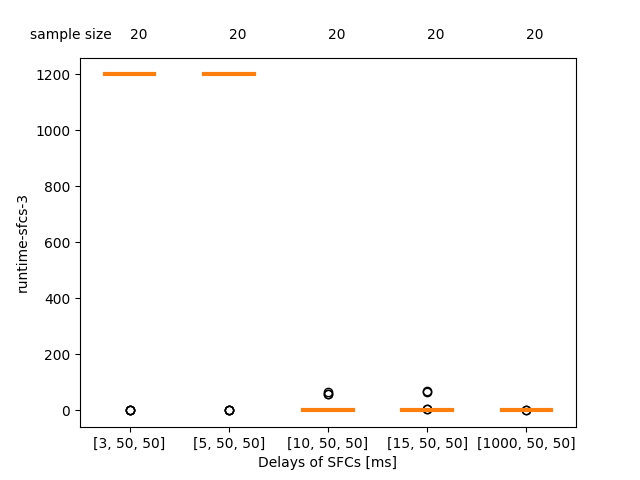 sample size 20 20 20 20 20
1200
1000
800
600
400
200
0
runtime-sfcs-3
[3, 50, 50] [5, 50, 50] [10, 50, 50] [15, 50, 50] [1000, 50, 50]
Delays of SFCs [ms]